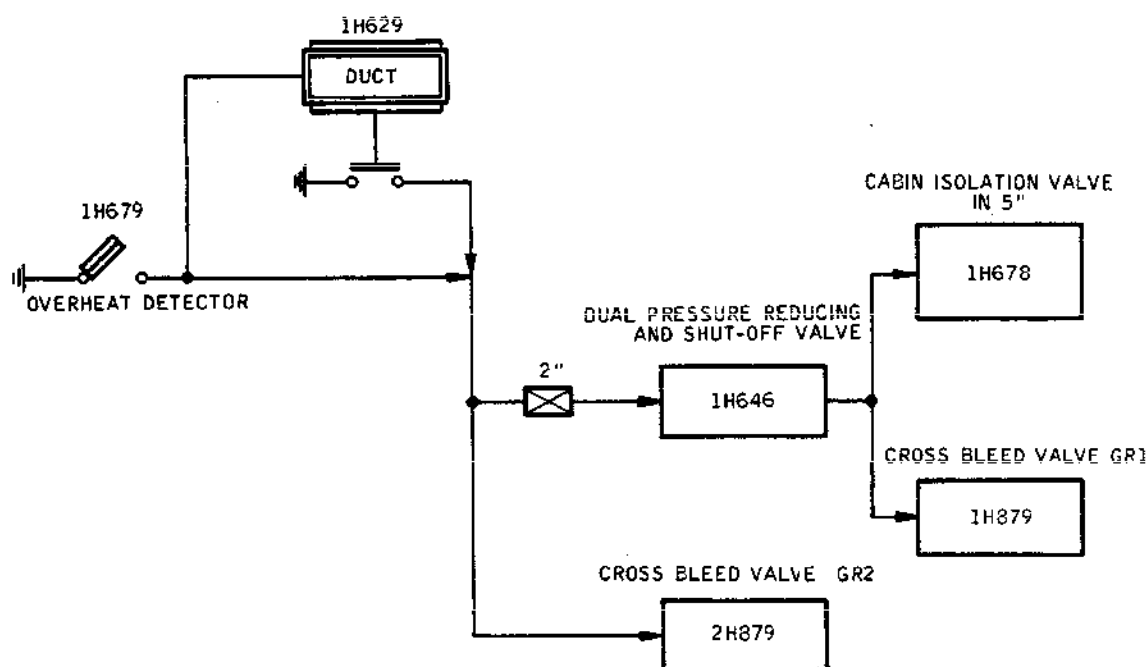 1H629
DUCT
1H679
OVERHEAT DETECTOR
CABIN ISOLATION VALVE
IN 5"
1H678
DUAL PRESSURE REDUCING
AND SHUT-OFF VALVE
2"
1H646
CROSS BLEED VALVE GR1
1H879
CROSS BLEED VALVE GR2
2H879